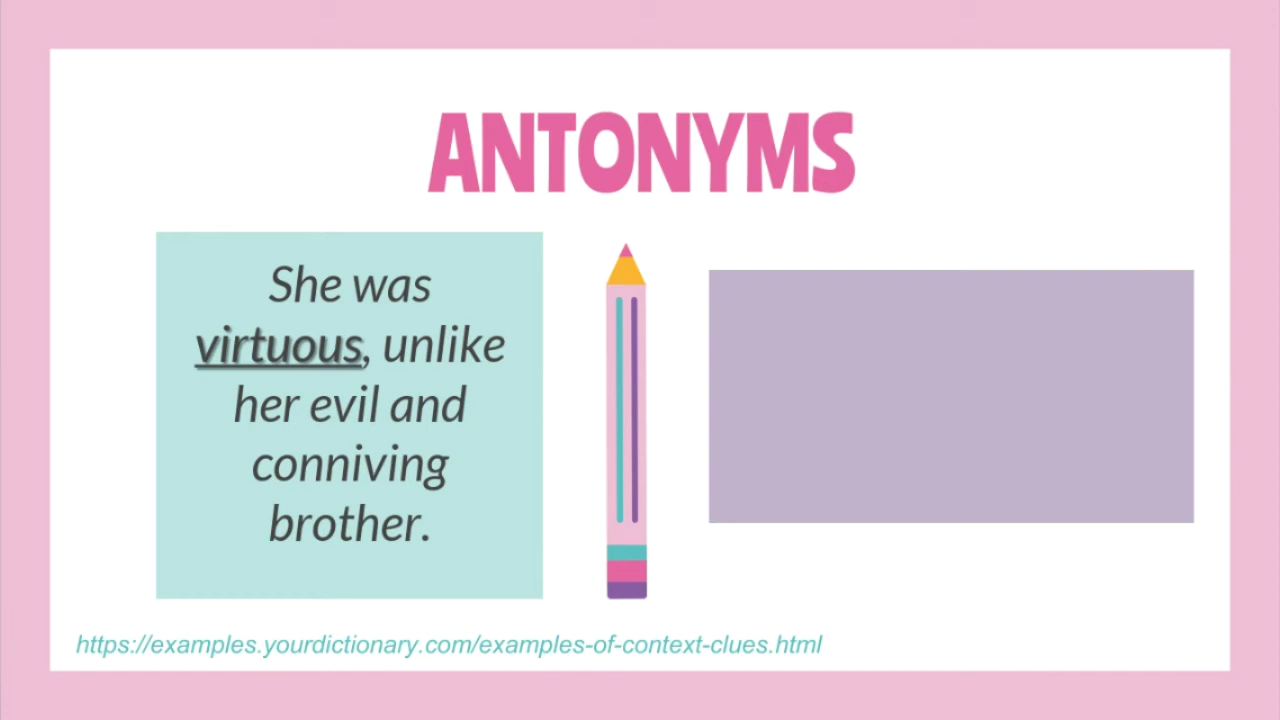 ANTONYMS
She was
virtuous, unlike
her evil and
conniving
brother.
https://examples.yourdictionary.com/examples-of-context-clues.html